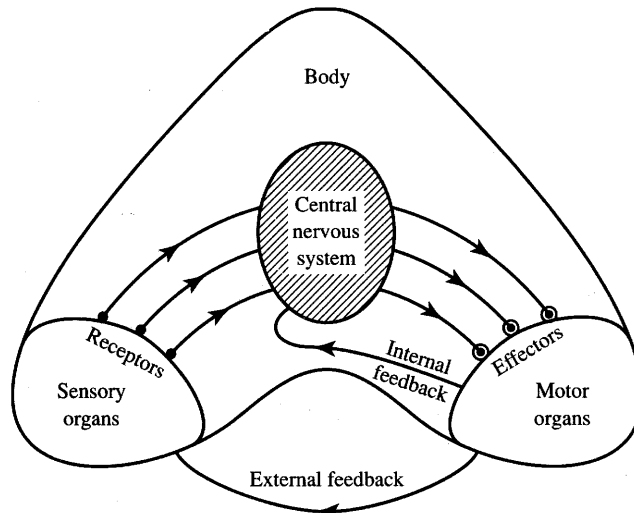 Body
Central
nervous
system
Receptors
Sensory
organs
Internal
feedback
Effectors
Motor
organs
External feedback